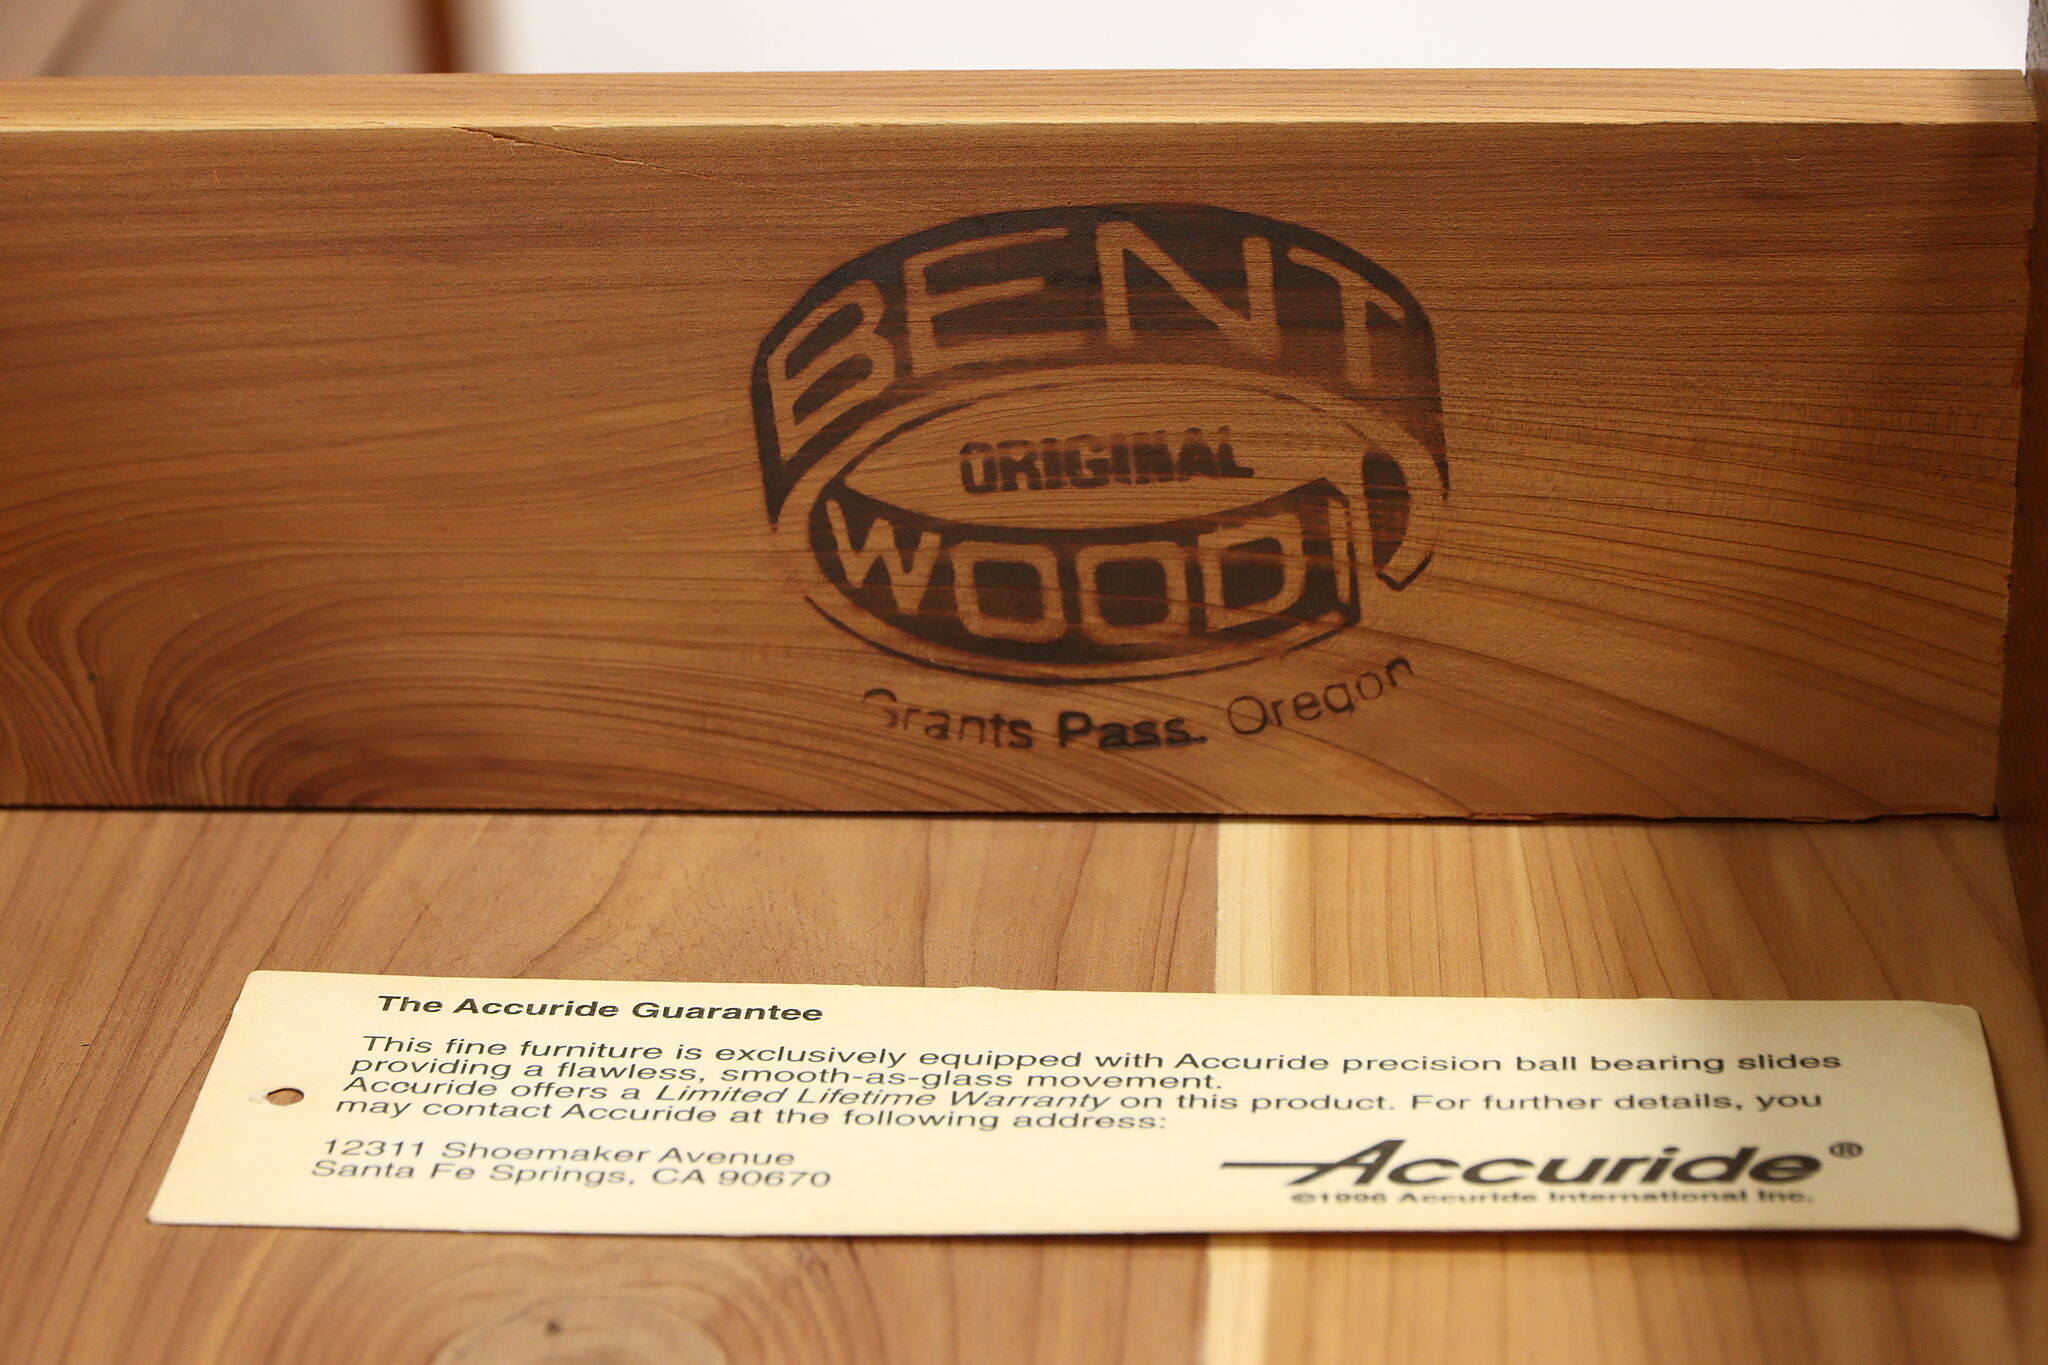 BENT
ORIGINAL
WOOD
Grants Pass, Oregon
The Accuride Guarantee
This fine furniture is exclusively equipped with Accuride precision ball bearing slides
providing a flawless, smooth-as-glass movement.
Accuride offers a Limited Lifetime Warranty on this product. For further details, you
may contact Accuride at the following address:
12311 Shoemaker Avenue
Santa Fe Springs, CA 90670
Accuride®
©1996 Accuride International Inc.